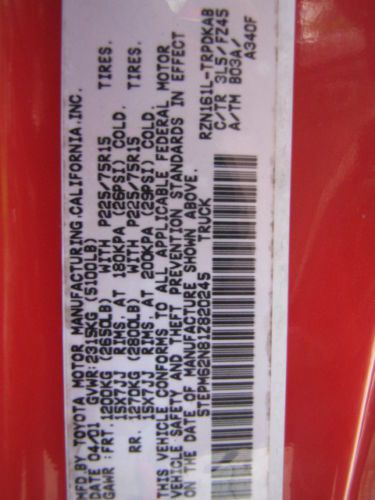 MFD BY TOYOTA MOTOR MANUFACTURING,CALIFORNIA,INC.
DATE 04/01 GVWR:2315KG (5100LB)
GAWR :FRT.1200KG (2650LB) WITH P225/75R15 TIRES.
15X7JJ RIMS, AT 180KPA (26PSI) COLD.
RR. 1270KG (2800LB) WITH P225/75R15 TIRES.
15X7JJ RIMS, AT 200KPA (29PSI) COLD.
THIS VEHICLE CONFORMS TO ALL APPLICABLE FEDERAL MOTOR
VEHICLE SAFETY AND THEFT PREVENTION STANDARDS IN EFFECT
ON THE DATE OF MANUFACTURE SHOWN ABOVE.
5TEPM62N81Z820245 TRUCK
RZN161L-TRPDKAB
C/TR 3L5/FZ45
A/TM B03A/
A340F